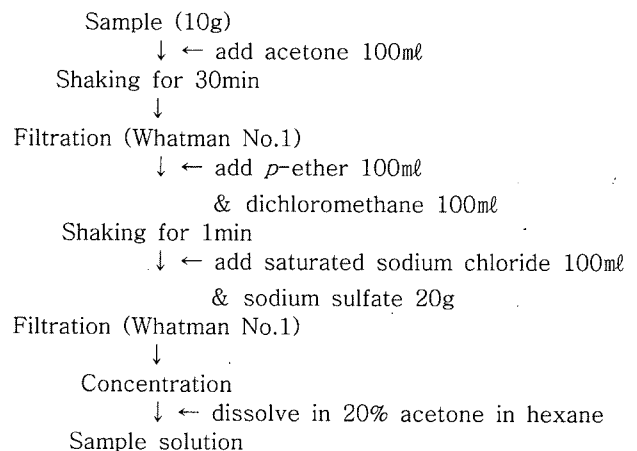 Sample (10g)
↓ ← add acetone 100㎖
Shaking for 30min
↓
Filtration (Whatman No.1)
↓ ← add p-ether 100㎖
& dichloromethane 100㎖
Shaking for 1min
↓ ← add saturated sodium chloride 100㎖
& sodium sulfate 20g
Filtration (Whatman No.1)
↓
Concentration
↓ ← dissolve in 20% acetone in hexane
Sample solution